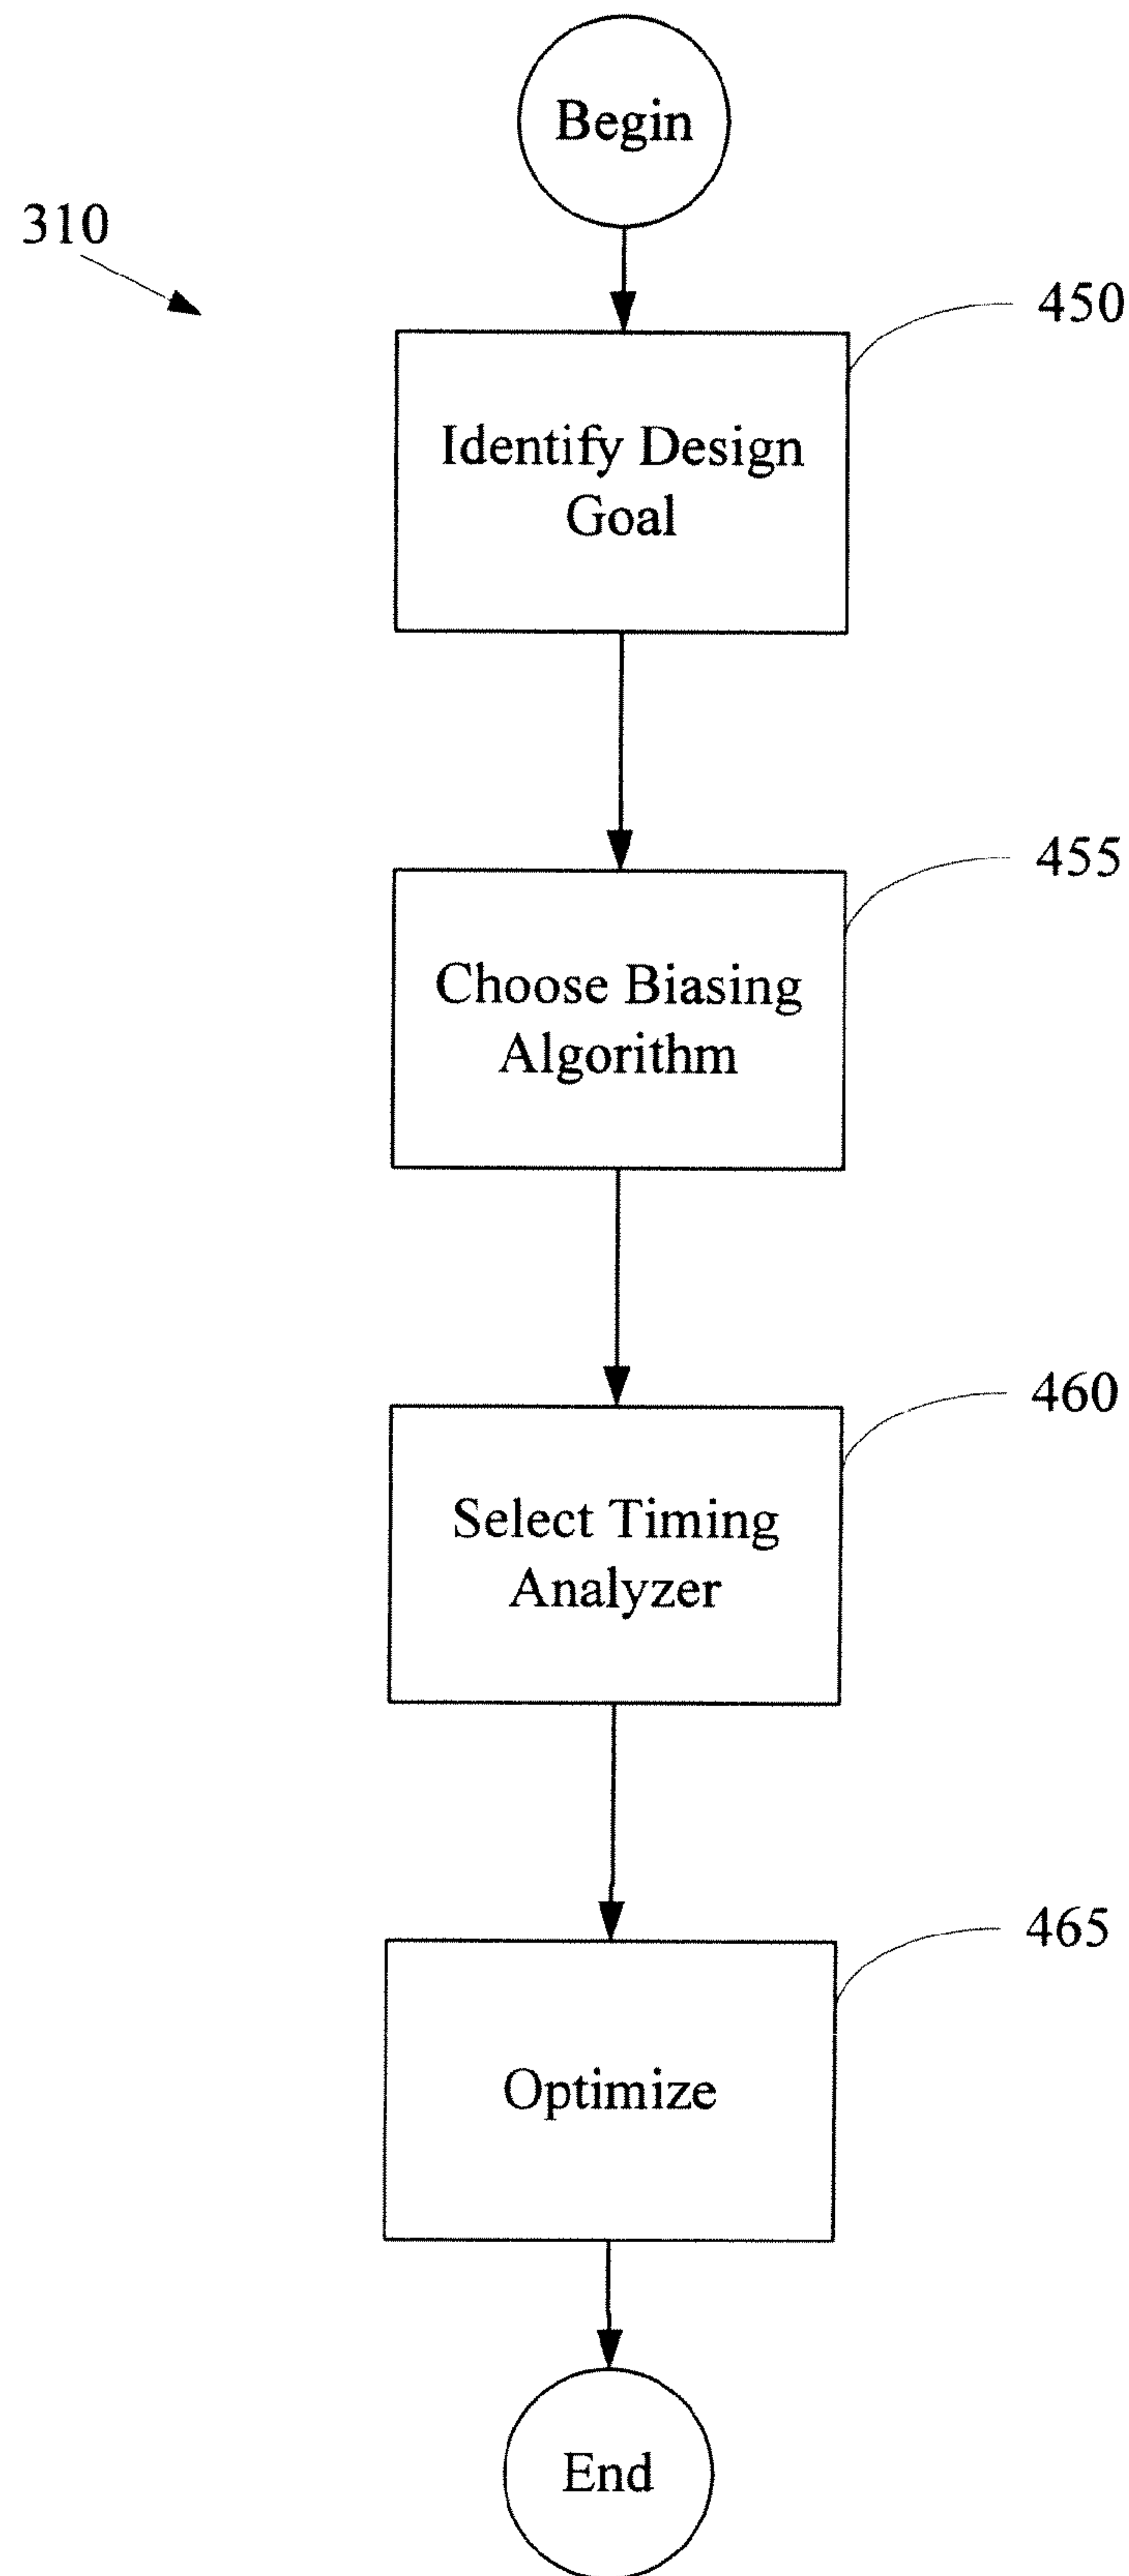 Begin
310
450
Identify Design
Goal
455
Choose Biasing
Algorithm
460
Select Timing
Analyzer
465
Optimize
End